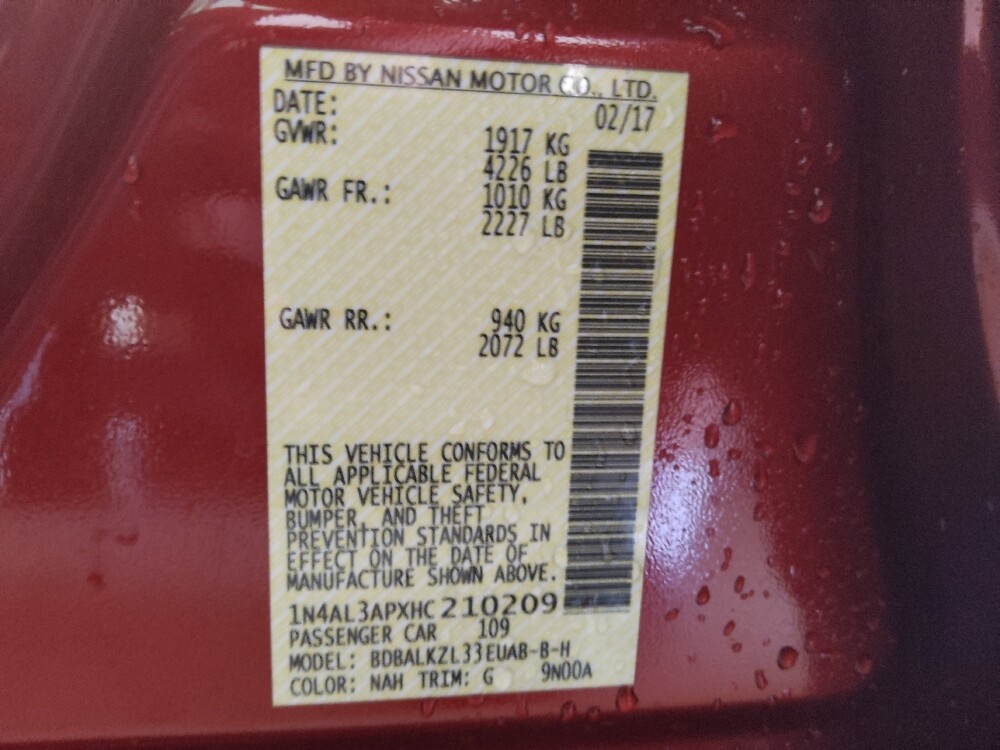 MFD BY NISSAN MOTOR CO., LTD.
DATE: 02/17
GVWR: 1917 KG
4226 LB
GAWR FR.: 1010 KG
2227 LB
GAWR RR.: 940 KG
2072 LB
THIS VEHICLE CONFORMS TO
ALL APPLICABLE FEDERAL
MOTOR VEHICLE SAFETY,
BUMPER, AND THEFT
PREVENTION STANDARDS IN
EFFECT ON THE DATE OF
MANUFACTURE SHOWN ABOVE.
1N4AL3APXHC210209
PASSENGER CAR 109
MODEL: BDBALKZL33EUAB-B-H
COLOR: NAH TRIM: G 9N00A